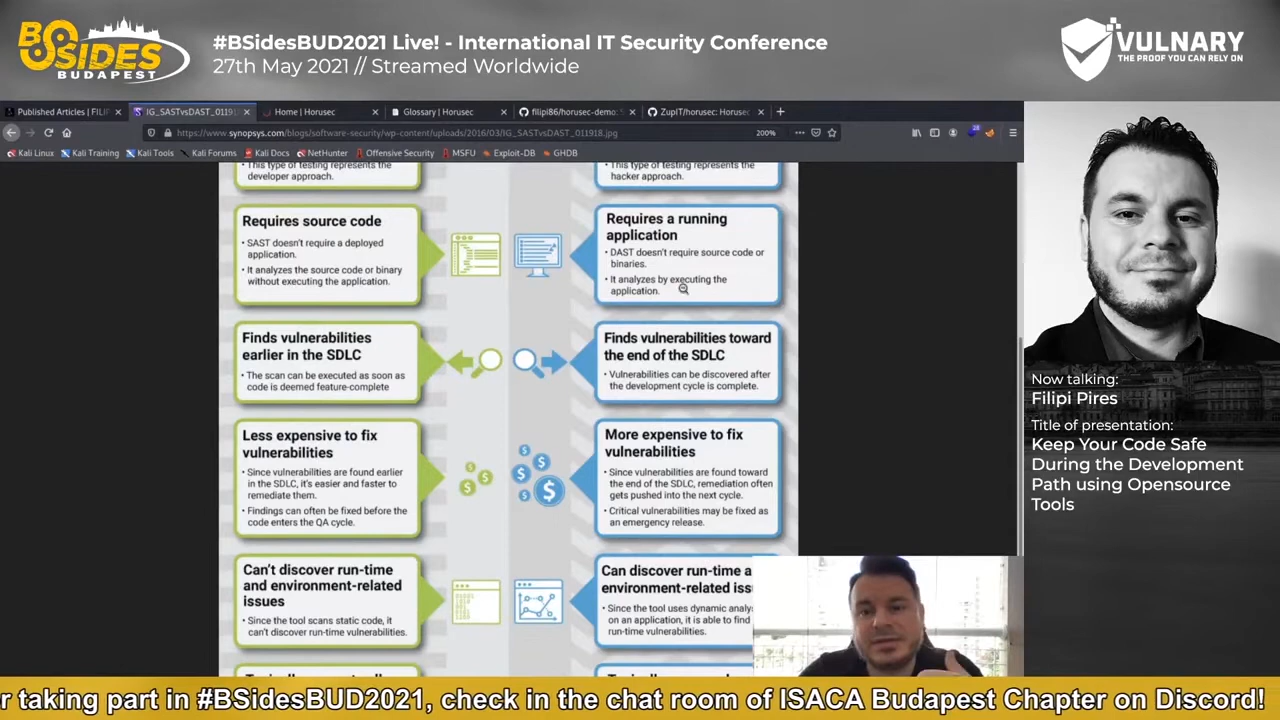 BSIDES
BUDAPEST
#BSidesBUD2021 Live! - International IT Security Conference
27th May 2021 // Streamed Worldwide
VULNARY
THE PROOF YOU CAN RELY ON
Published Articles | FILIP
IG_SASTvsDAST_01191
Home | Horusec
Glossary | Horusec
filipi86/horusec-demo: S
ZupIT/horusec: Horusec
https://www.synopsys.com/blogs/software-security/wp-content/uploads/2016/03/IG_SASTvsDAST_011918.jpg
200%
Kali Linux
Kali Training
Kali Tools
Kali Forums
Kali Docs
NetHunter
Offensive Security
MSFU
Exploit-DB
GHDB
• This type of testing represents the
developer approach.
• This type of testing represents the
hacker approach.
Requires source code
• SAST doesn't require a deployed
application.
• It analyzes the source code or binary
without executing the application.
Requires a running
application
• DAST doesn't require source code or
binaries.
• It analyzes by executing the
application.
Finds vulnerabilities
earlier in the SDLC
• The scan can be executed as soon as
code is deemed feature-complete
Finds vulnerabilities toward
the end of the SDLC
• Vulnerabilities can be discovered after
the development cycle is complete.
Less expensive to fix
vulnerabilities
• Since vulnerabilities are found earlier
in the SDLC, it's easier and faster to
remediate them.
• Findings can often be fixed before the
code enters the QA cycle.
More expensive to fix
vulnerabilities
• Since vulnerabilities are found toward
the end of the SDLC, remediation often
gets pushed into the next cycle.
• Critical vulnerabilities may be fixed as
an emergency release.
Can't discover run-time
and environment-related
issues
• Since the tool scans static code, it
can't discover run-time vulnerabilities.
Can discover run-time a
environment-related iss
• Since the tool uses dynamic analy
on an application, it is able to find
run-time vulnerabilities.
Now talking:
Filipi Pires
Title of presentation:
Keep Your Code Safe
During the Development
Path using Opensource
Tools
r taking part in #BSidesBUD2021, check in the chat room of ISACA Budapest Chapter on Discord!